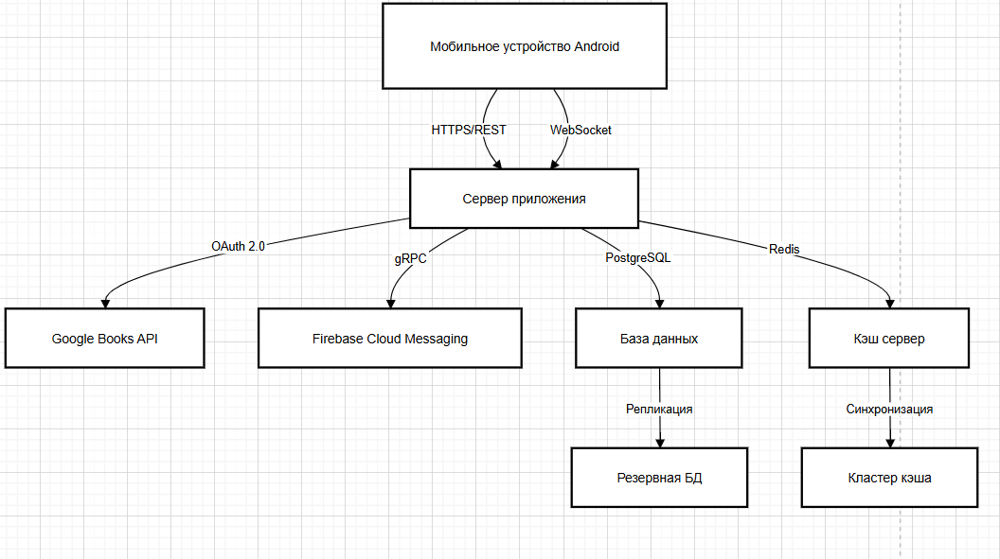 Мобильное устройство Android
HTTPS/REST
WebSocket
Сервер приложения
OAuth 2.0
gRPC
PostgreSQL
Redis
Google Books API
Firebase Cloud Messaging
База данных
Кэш сервер
Репликация
Синхронизация
Резервная БД
Кластер кэша